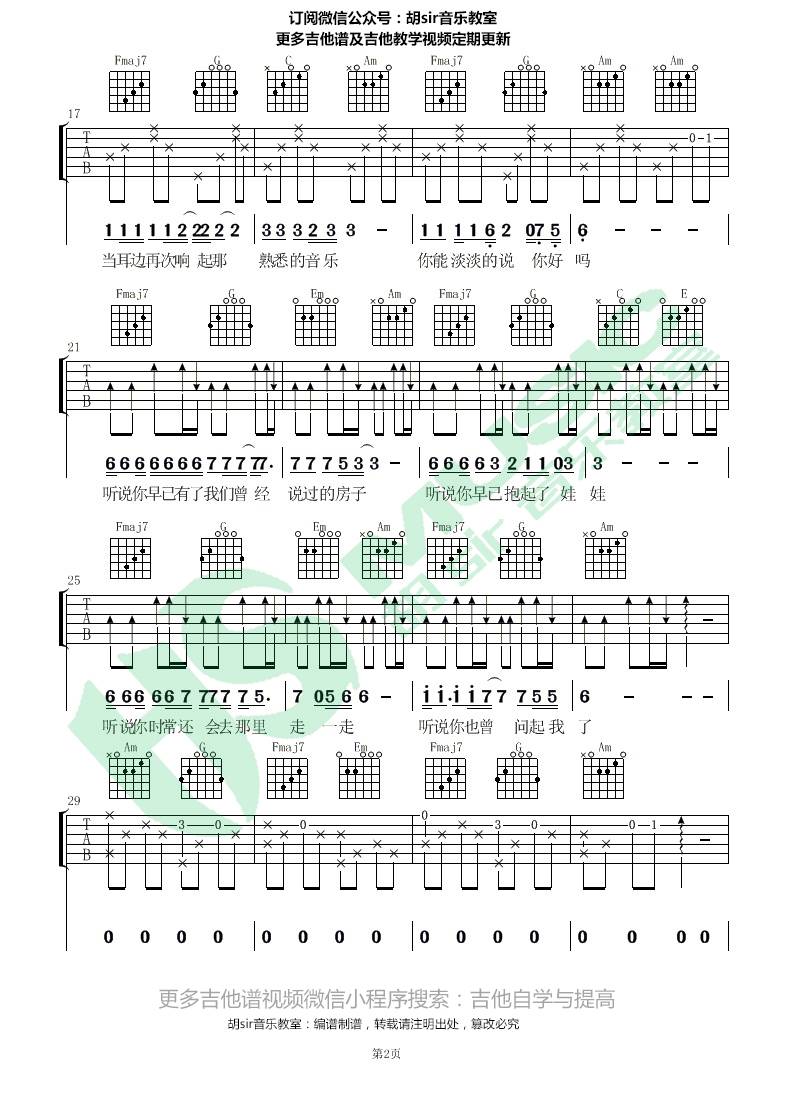 订阅微信公众号：胡sir音乐教室
更多吉他谱及吉他教学视频定期更新
Fmaj7 G C Am Fmaj7 G Am Am
17
T A B 0 1
1 1 1 1 1 2 2 2 2 2 3 3 3 2 3 3 - 1 1 1 1 6 2 0 7 5 6 - - -
当耳边再次响 起那 熟悉的音乐 你能淡淡的说 你好 吗
Fmaj7 G Em Am Fmaj7 G C E
21
T A B
6 6 6 6 6 6 6 7 7 7 7 7. 7 7 7 5 3 3 - 6 6 6 6 3 2 1 1 0 3 3 - - -
听说你早已有了我们曾 经 说过的房子 听说你早已抱起了 娃 娃
Fmaj7 G Em Am Fmaj7 G Am
25
T A B
6 6 6 6 6 7 7 7 7 7 5. 7 0 5 6 6 - i i. i i 7 7 7 5 5 6 - - -
听说你时常还 会去那里 走 一走 听说你也曾 问起我 了
Am G Fmaj7 Em Fmaj7 G Am
29
T A B 3 0 0 0 3 0 0 1
0 0 0 0 0 0 0 0 0 0 0 0 0 0 0 0
HS MUSIC
胡 sir 音乐教室
更多吉他谱视频微信小程序搜索：吉他自学与提高
胡sir音乐教室：编谱制谱，转载请注明出处，篡改必究
第2页